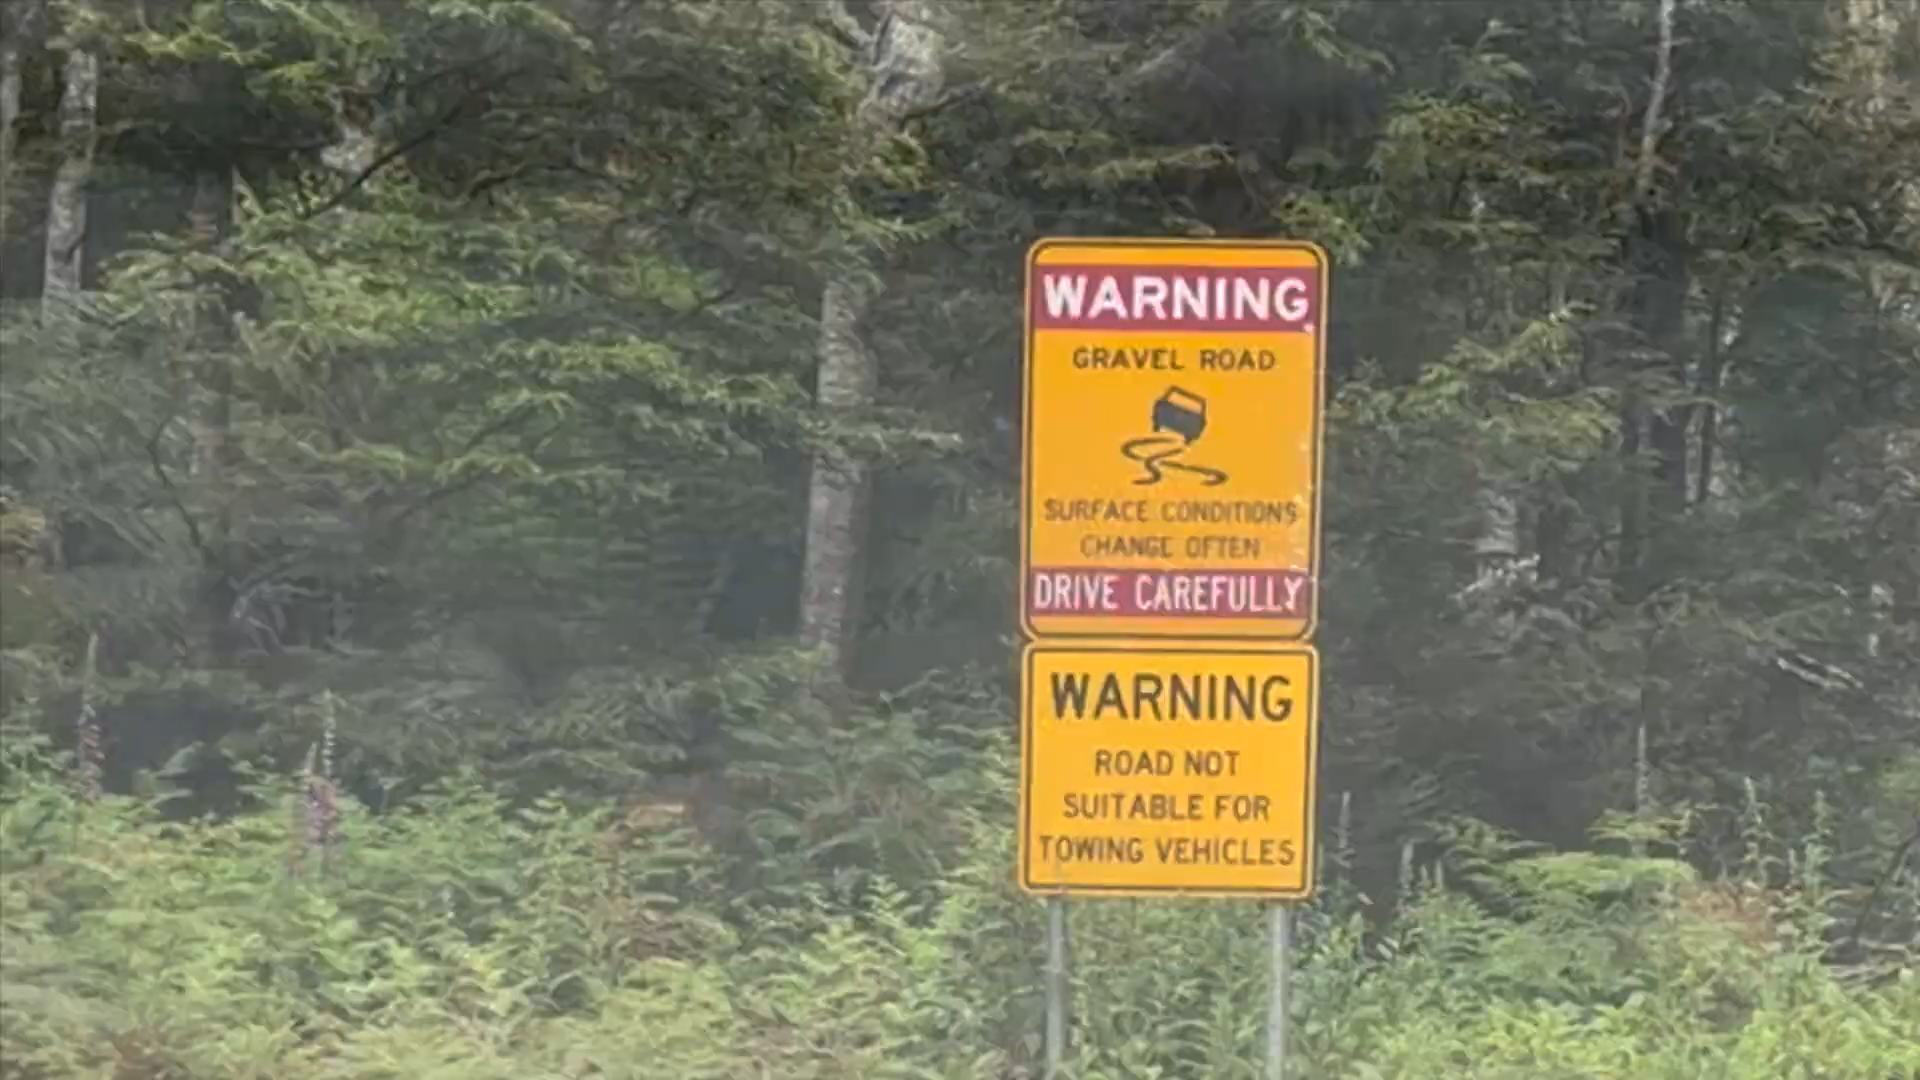 WARNING
GRAVEL ROAD
SURFACE CONDITIONS
CHANGE OFTEN
DRIVE CAREFULLY
WARNING
ROAD NOT
SUITABLE FOR
TOWING VEHICLES